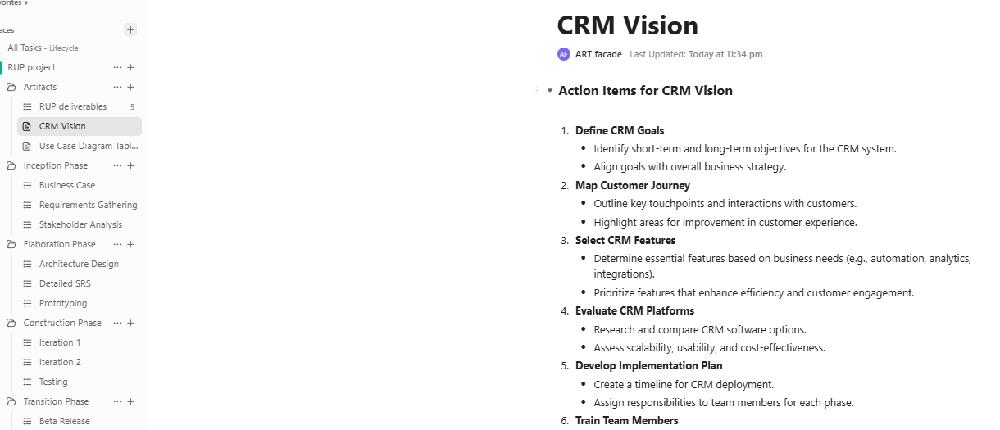 All Tasks - Lifecycle
RUP project
Artifacts
RUP deliverables 5
CRM Vision
Use Case Diagram Tabl...
Inception Phase
Business Case
Requirements Gathering
Stakeholder Analysis
Elaboration Phase
Architecture Design
Detailed SRS
Prototyping
Construction Phase
Iteration 1
Iteration 2
Testing
Transition Phase
Beta Release
CRM Vision
AF ART facade Last Updated: Today at 11:34 pm
Action Items for CRM Vision
1. Define CRM Goals
• Identify short-term and long-term objectives for the CRM system.
• Align goals with overall business strategy.
2. Map Customer Journey
• Outline key touchpoints and interactions with customers.
• Highlight areas for improvement in customer experience.
3. Select CRM Features
• Determine essential features based on business needs (e.g., automation, analytics,
integrations).
• Prioritize features that enhance efficiency and customer engagement.
4. Evaluate CRM Platforms
• Research and compare CRM software options.
• Assess scalability, usability, and cost-effectiveness.
5. Develop Implementation Plan
• Create a timeline for CRM deployment.
• Assign responsibilities to team members for each phase.
6. Train Team Members